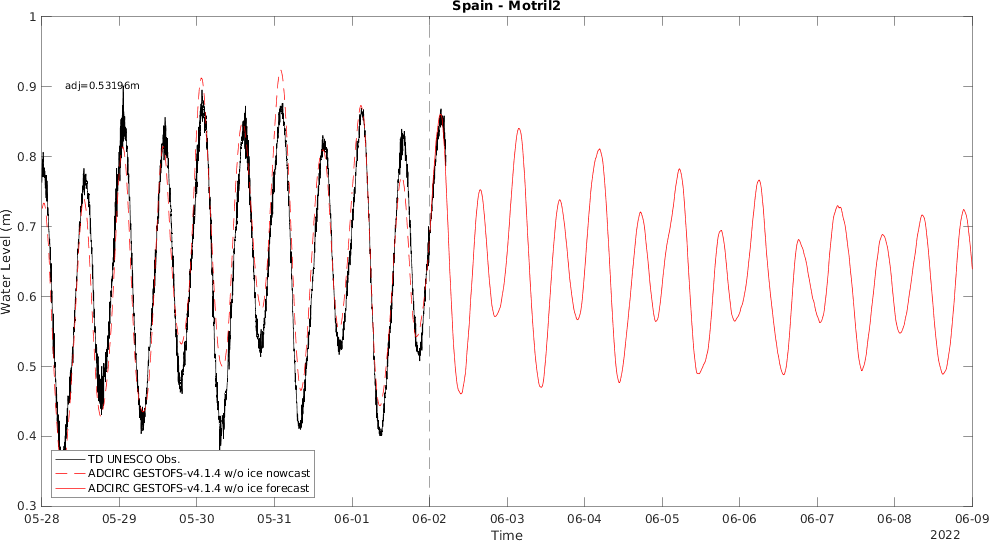 Spain - Motril2
1
0.9
0.8
0.7
0.6
0.5
0.4
0.3
Water Level (m)
adj=0.53196m
TD UNESCO Obs.
ADCIRC GESTOFS-v4.1.4 w/o ice nowcast
ADCIRC GESTOFS-v4.1.4 w/o ice forecast
05-28 05-29 05-30 05-31 06-01 06-02 06-03 06-04 06-05 06-06 06-07 06-08 06-09
Time
2022